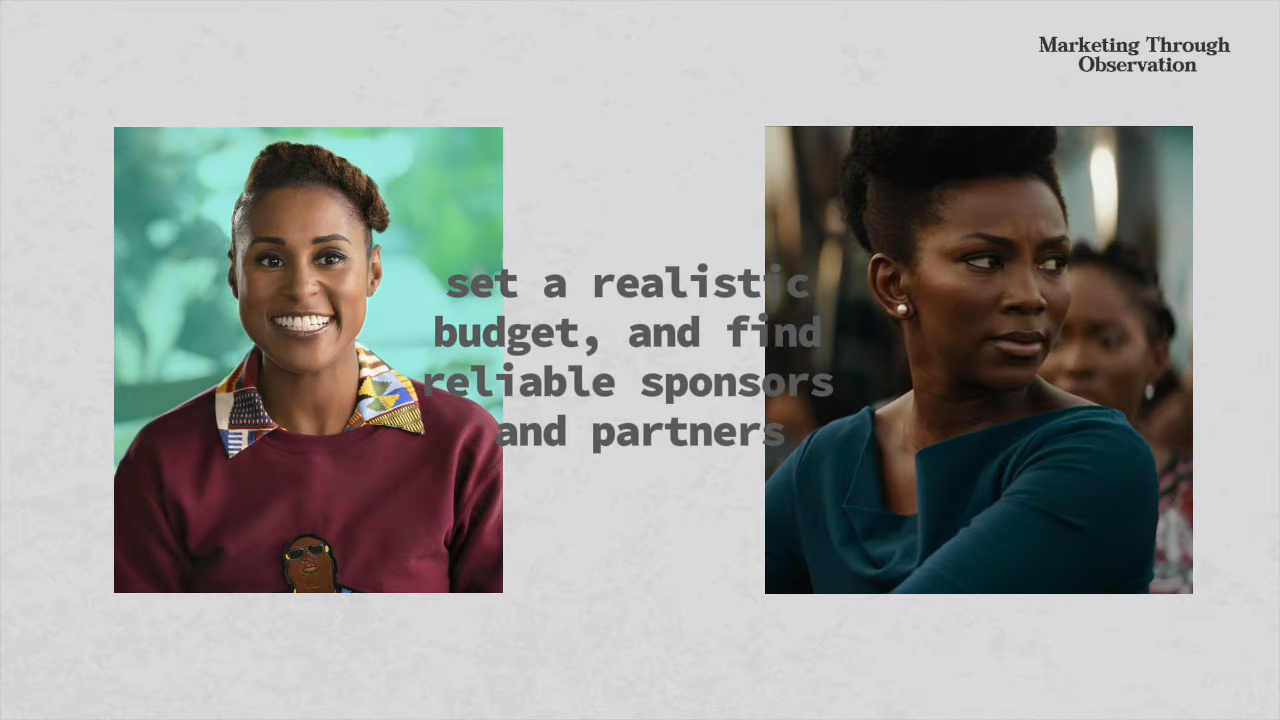 Marketing Through
Observation
set a realistic
budget, and find
reliable sponsors
and partners